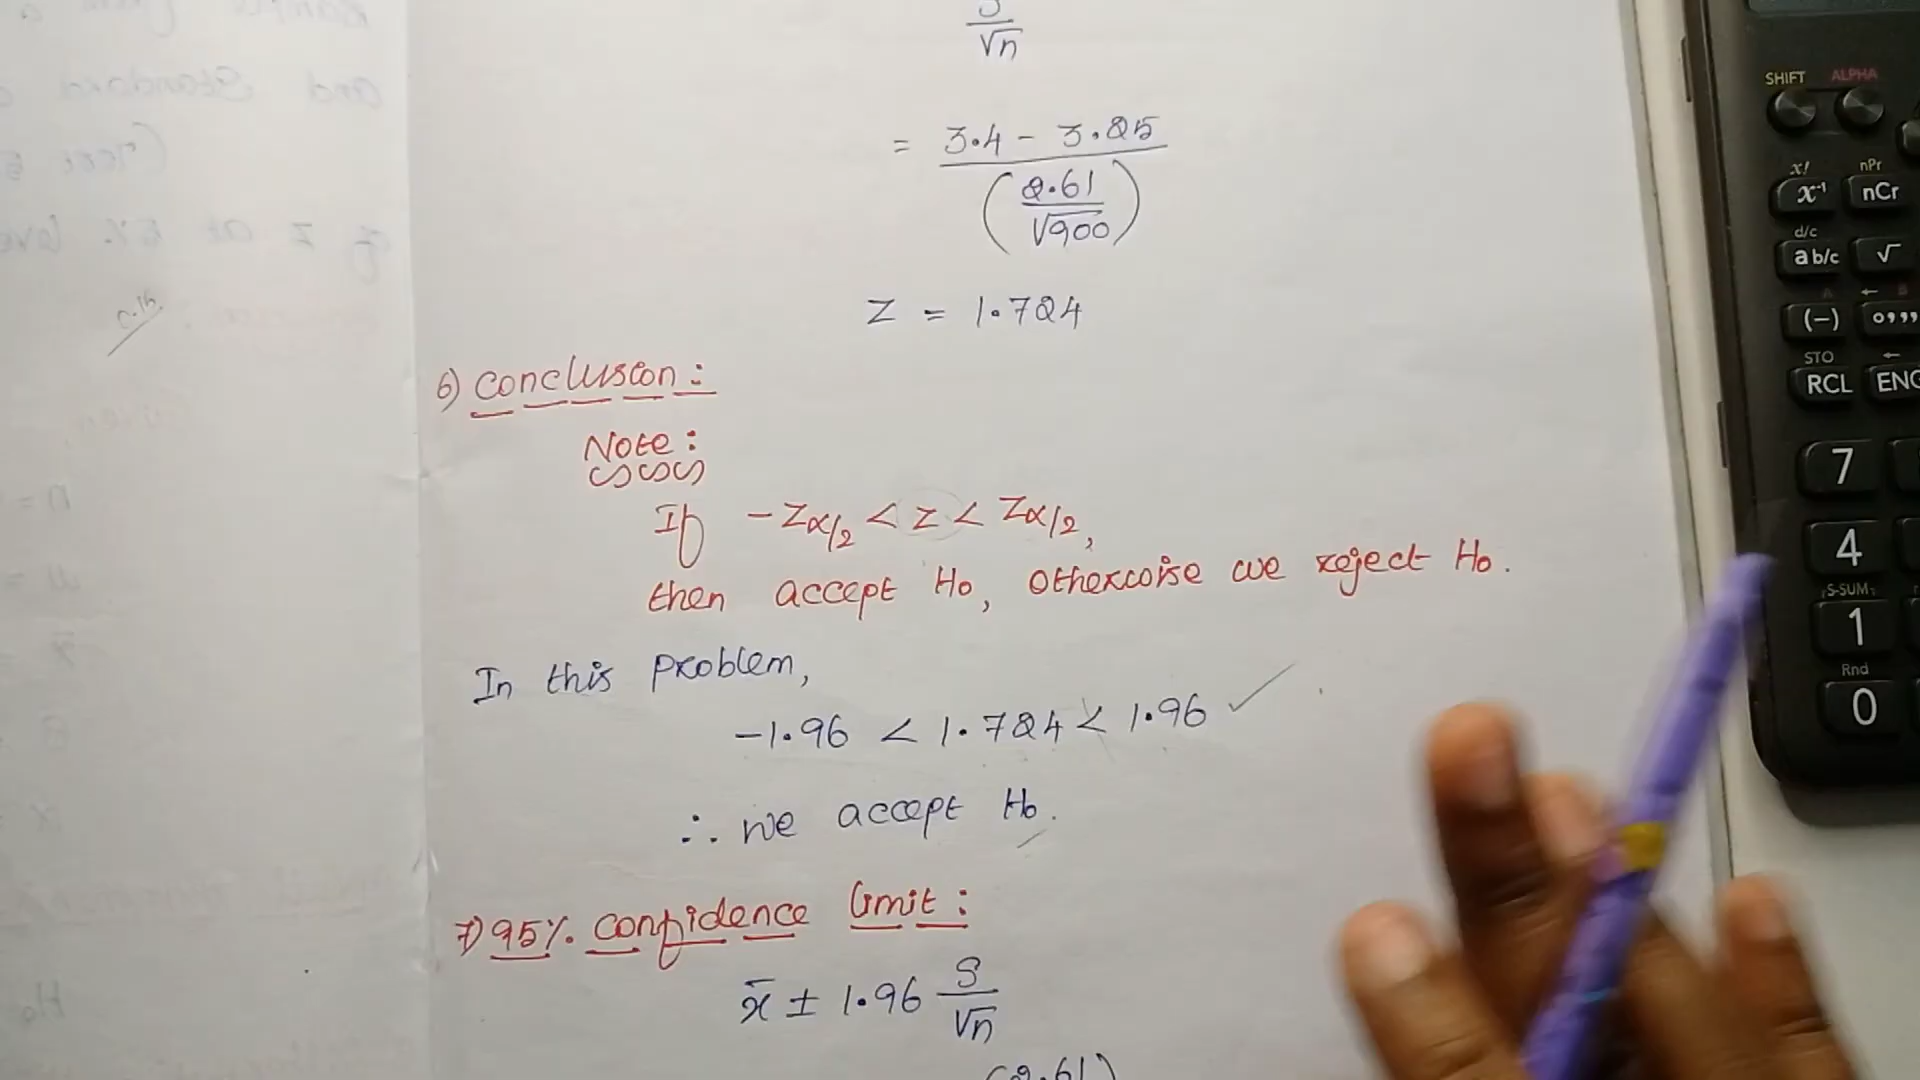 S
√n
= 3.4 - 3.25
(2.61
√900)
Z = 1.724
6) Conclusion:
Note:
If -Zα/2 < Z < Zα/2,
then accept H0, otherwise we reject H0.
In this problem,
-1.96 < 1.724 < 1.96 ✓
∴ we accept H0.
7) 95% confidence limit:
x̄ ± 1.96 S
√n
(2.61)
SHIFT ALPHA
x! nPr
x⁻¹ nCr
d/c
a b/c √
A ← B
(−) o,,,
STO ←
RCL ENG
7
4
S-SUM
1
Rnd
0